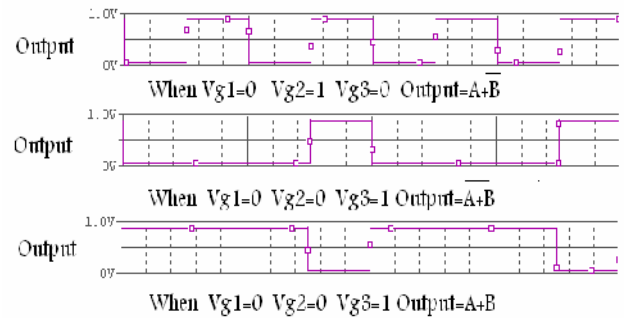 1.0V
Output
0V
When Vg1=0 Vg2=1 Vg3=0 Output=A+B̅
1.0V
Output
0V
When Vg1=0 Vg2=0 Vg3=1 Output=A̅+̅B̅
1.0V
Output
0V
When Vg1=0 Vg2=0 Vg3=1 Output=A+B